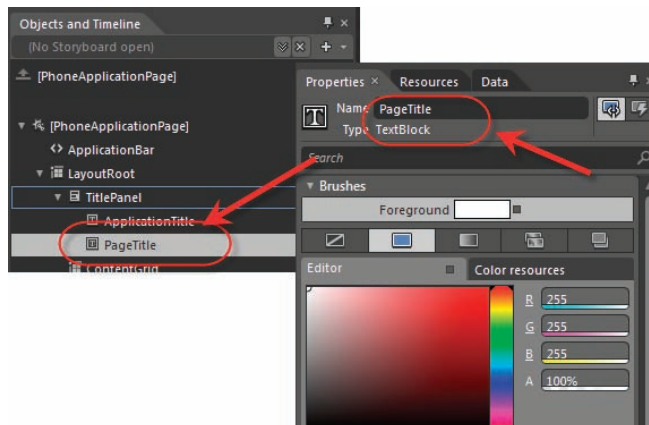 Objects and Timeline
(No Storyboard open)
[PhoneApplicationPage]
[PhoneApplicationPage]
ApplicationBar
LayoutRoot
TitlePanel
ApplicationTitle
PageTitle
ContentGrid
Properties × Resources Data
Name PageTitle
Type TextBlock
Search
Brushes
Foreground
Editor Color resources
R 255
G 255
B 255
A 100%